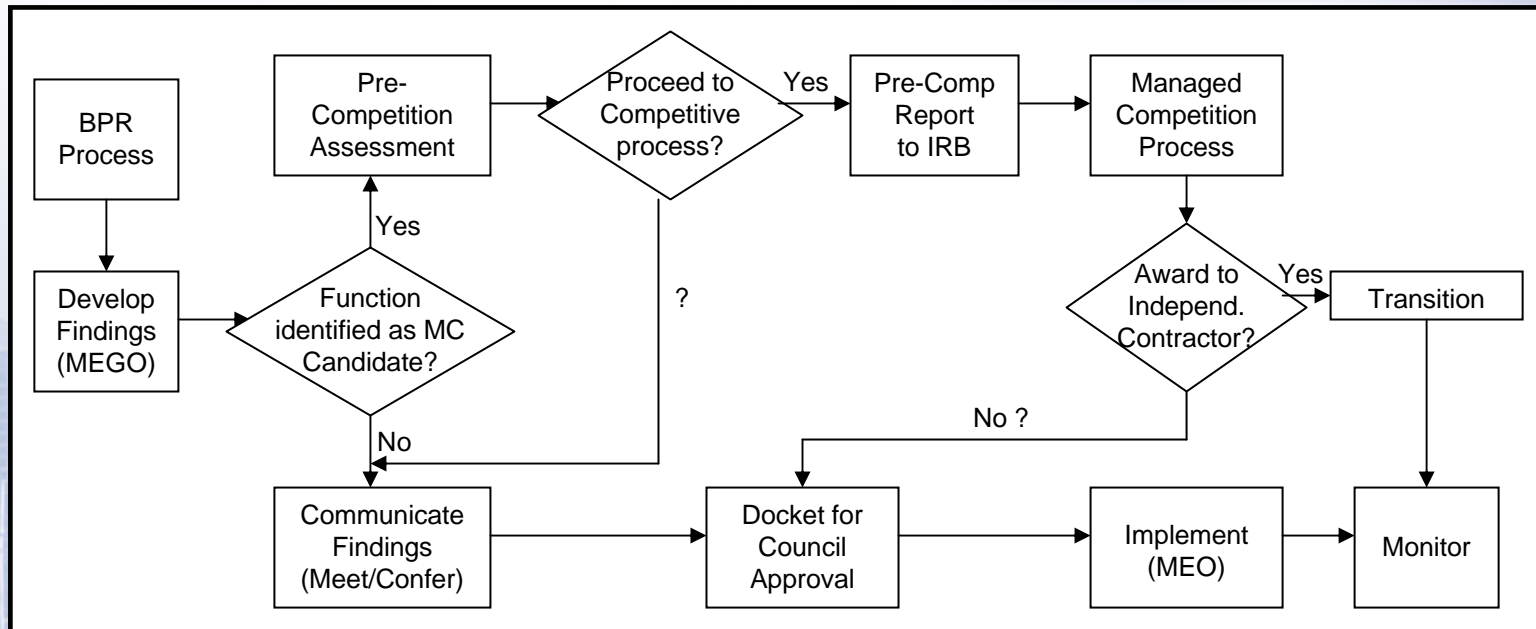 BPR
Process
Develop
Findings
(MEGO)
Function
identified as MC
Candidate?
Yes
No
Pre-
Competition
Assessment
Proceed to
Competitive
process?
Yes
?
Pre-Comp
Report
to IRB
Managed
Competition
Process
Award to
Independ.
Contractor?
Yes
No ?
Transition
Communicate
Findings
(Meet/Confer)
Docket for
Council
Approval
Implement
(MEO)
Monitor